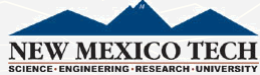 NEW MEXICO TECH
SCIENCE • ENGINEERING • RESEARCH • UNIVERSITY